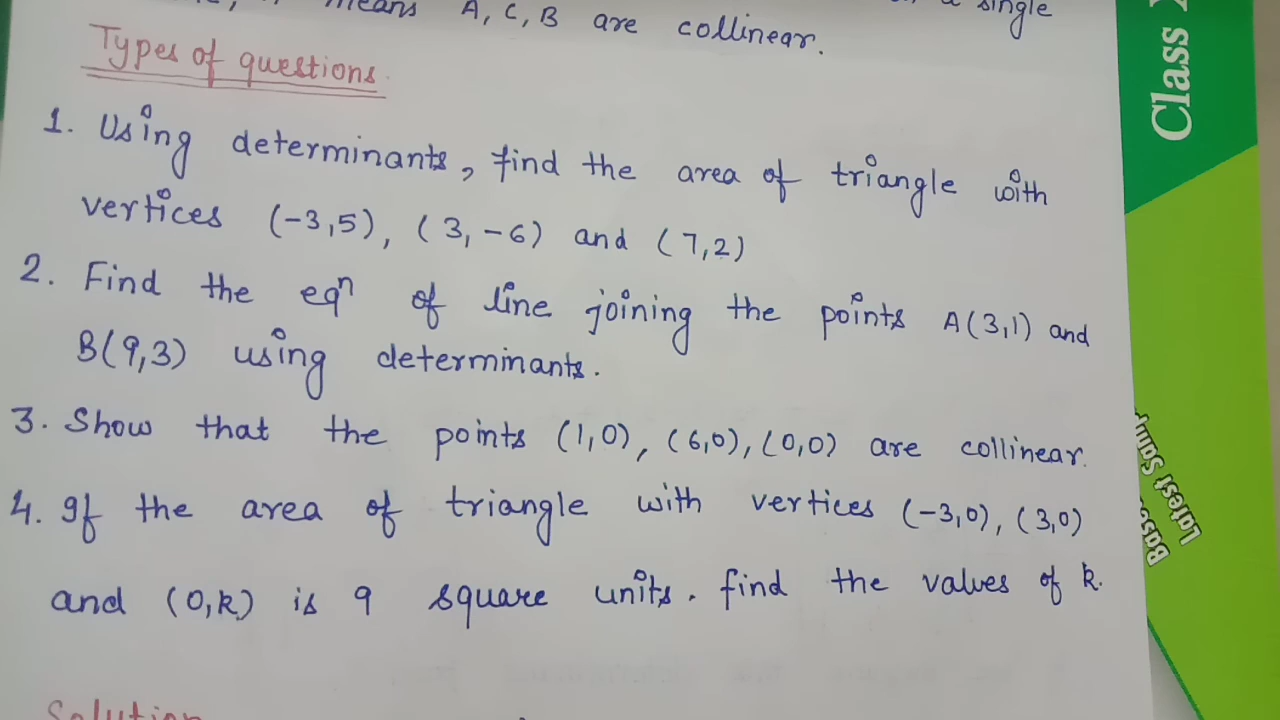 means A, C, B are collinear.
single
Types of questions.
1. Using determinants, find the area of triangle with
vertices (-3,5), (3,-6) and (7,2)
2. Find the eqⁿ of line joining the points A(3,1) and
B(9,3) using determinants.
3. Show that the points (1,0), (6,0), (0,0) are collinear.
4. If the area of triangle with vertices (-3,0), (3,0)
and (0,k) is 9 square units. find the values of k.
Solution
Class
Latest